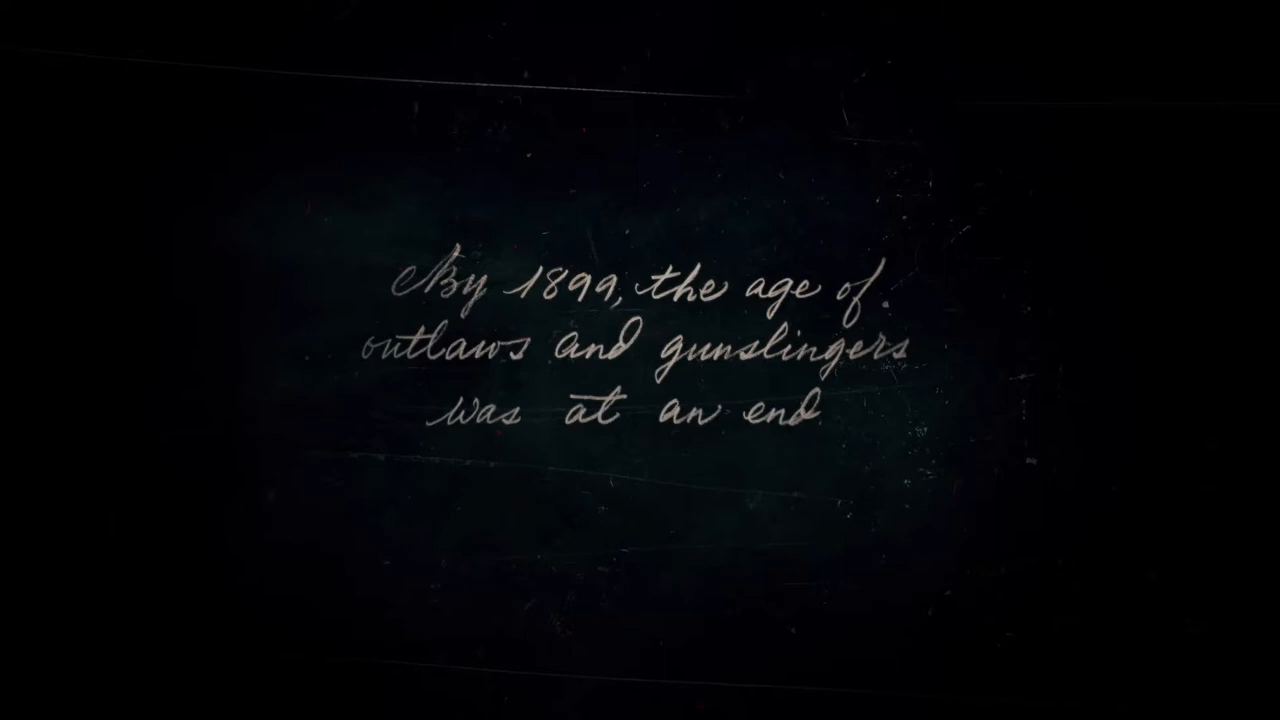 By 1899, the age of
outlaws and gunslingers
was at an end